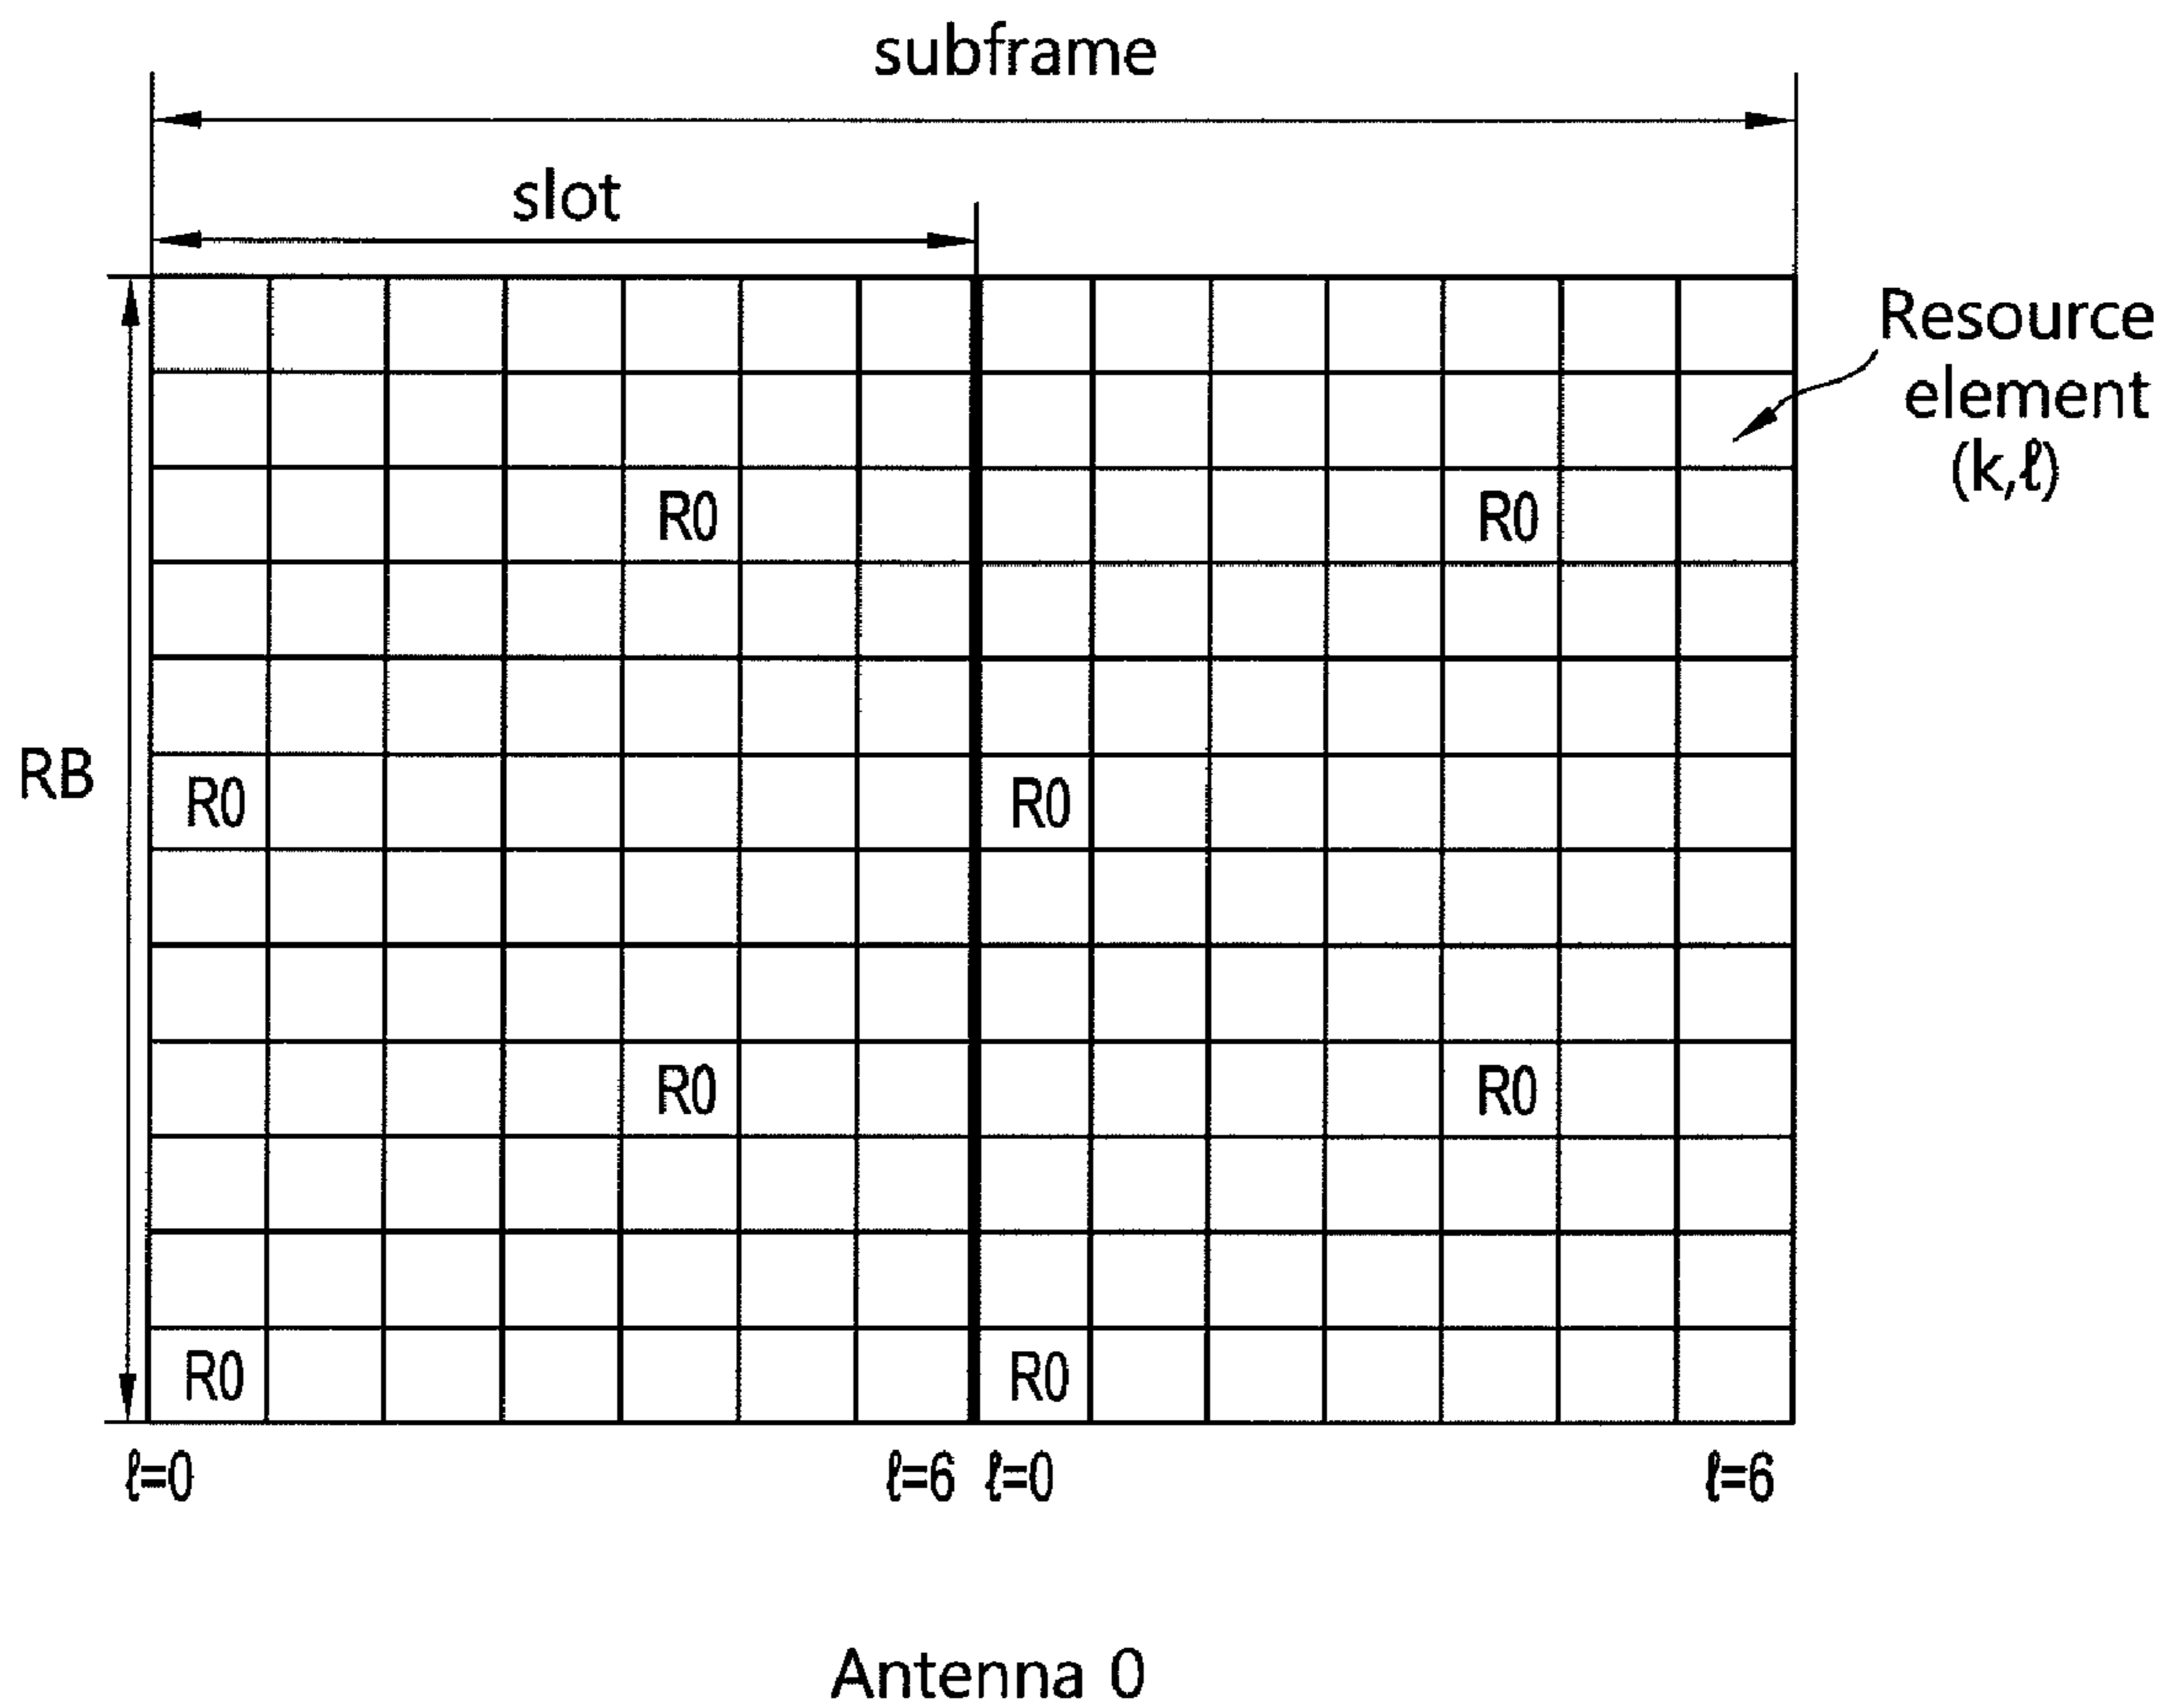 subframe
slot
Resource
element
(k,ℓ)
R0 R0
RB
R0 R0
R0 R0
R0 R0
ℓ=0 ℓ=6 ℓ=0 ℓ=6
Antenna 0